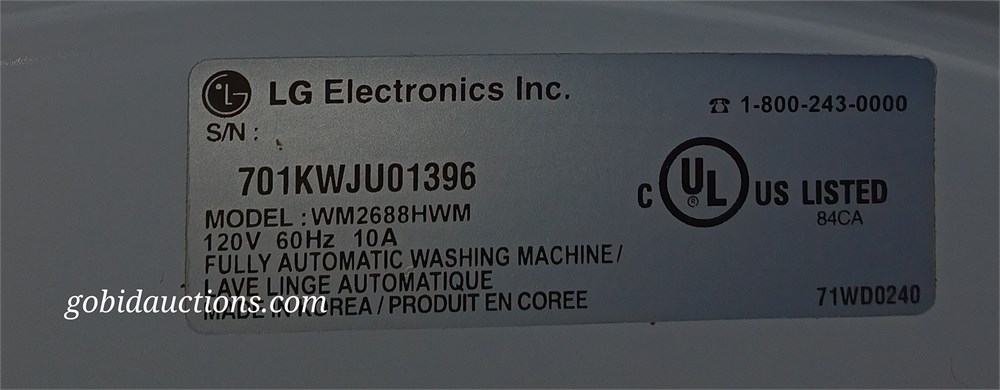 LG LG Electronics Inc.
☎ 1-800-243-0000
S/N :
701KWJU01396
C UL ® US LISTED
84CA
MODEL : WM2688HWM
120V 60Hz 10A
FULLY AUTOMATIC WASHING MACHINE/
LAVE LINGE AUTOMATIQUE
MADE IN KOREA / PRODUIT EN COREE
71WD0240
gobidauctions.com